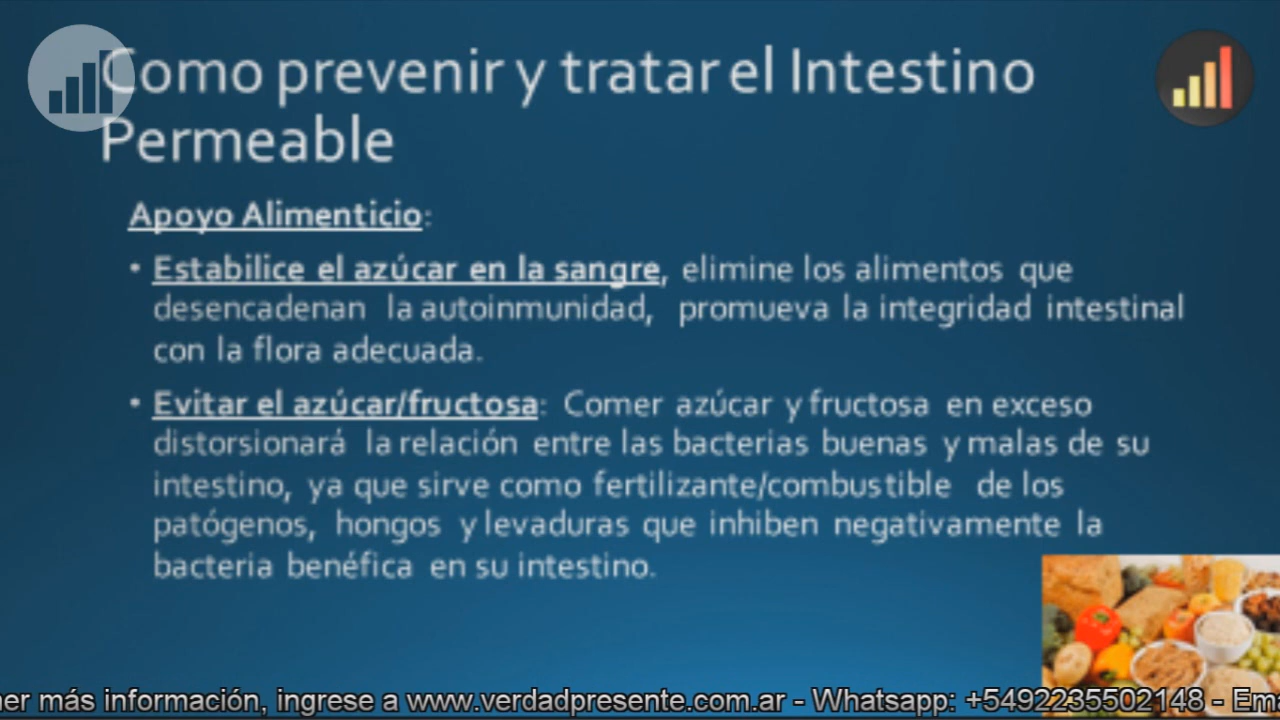 Como prevenir y tratar el Intestino
Permeable
Apoyo Alimenticio:
• Estabilice el azúcar en la sangre, elimine los alimentos que
desencadenan la autoinmunidad, promueva la integridad intestinal
con la flora adecuada.
• Evitar el azúcar/fructosa: Comer azúcar y fructosa en exceso
distorsionará la relación entre las bacterias buenas y malas de su
intestino, ya que sirve como fertilizante/combustible de los
patógenos, hongos y levaduras que inhiben negativamente la
bacteria benéfica en su intestino.
ner más información, ingrese a www.verdadpresente.com.ar - Whatsapp: +5492235502148 - Ema